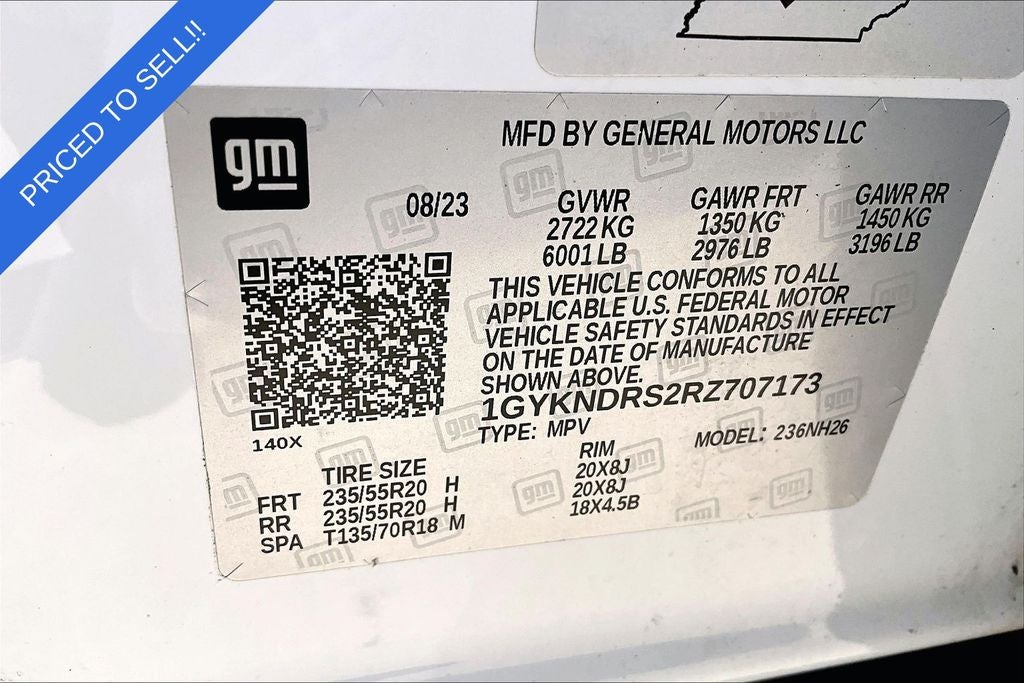 PRICED TO SELL!!
gm
MFD BY GENERAL MOTORS LLC
08/23
GVWR GAWR FRT GAWR RR
2722 KG 1350 KG 1450 KG
6001 LB 2976 LB 3196 LB
THIS VEHICLE CONFORMS TO ALL
APPLICABLE U.S. FEDERAL MOTOR
VEHICLE SAFETY STANDARDS IN EFFECT
ON THE DATE OF MANUFACTURE
SHOWN ABOVE.
1GYKNDRS2RZ707173
140X
TYPE: MPV MODEL: 236NH26
TIRE SIZE RIM
FRT 235/55R20 H 20X8J
RR 235/55R20 H 20X8J
SPA T135/70R18 M 18X4.5B